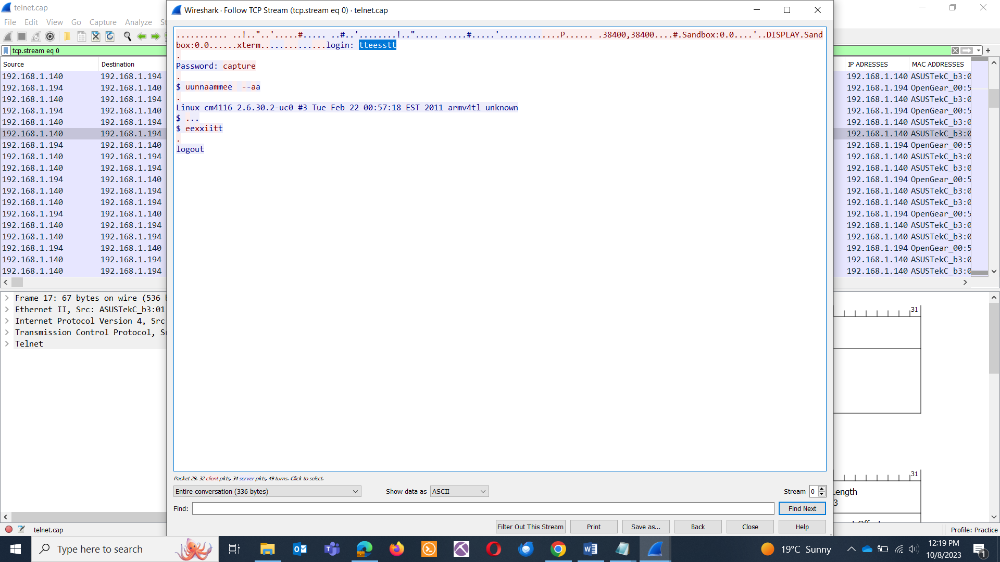 telnet.cap
Wireshark · Follow TCP Stream (tcp.stream eq 0) · telnet.cap
File Edit View Go Capture Analyze St
tcp.stream eq 0
........... ..!.."..'.....#..... ..#..'........!.."..... .....#.....'.............P...... .38400,38400....#.Sandbox:0.0....'..DISPLAY.Sand
box:0.0......xterm..............login: tteesstt
.
Password: capture
.
$ uunnaammee  --aa
.
Linux cm4116 2.6.30.2-uc0 #3 Tue Feb 22 00:57:18 EST 2011 armv4tl unknown
$ ...
$ eexxiitt
.
logout
Source Destination IP ADRESSES MAC ADDRESSES
192.168.1.140 192.168.1.194 192.168.1.140 ASUSTekC_b3:0
192.168.1.194 192.168.1.140 192.168.1.194 OpenGear_00:5
192.168.1.140 192.168.1.194 192.168.1.140 ASUSTekC_b3:0
192.168.1.194 192.168.1.140 192.168.1.194 OpenGear_00:5
192.168.1.140 192.168.1.194 192.168.1.140 ASUSTekC_b3:0
192.168.1.140 192.168.1.194 192.168.1.140 ASUSTekC_b3:0
192.168.1.194 192.168.1.140 192.168.1.194 OpenGear_00:5
192.168.1.140 192.168.1.194 192.168.1.140 ASUSTekC_b3:0
192.168.1.140 192.168.1.194 192.168.1.140 ASUSTekC_b3:0
192.168.1.194 192.168.1.140 192.168.1.194 OpenGear_00:5
192.168.1.140 192.168.1.194 192.168.1.140 ASUSTekC_b3:0
192.168.1.140 192.168.1.194 192.168.1.140 ASUSTekC_b3:0
192.168.1.194 192.168.1.140 192.168.1.194 OpenGear_00:5
192.168.1.140 192.168.1.194 192.168.1.140 ASUSTekC_b3:0
192.168.1.140 192.168.1.194 192.168.1.140 ASUSTekC_b3:0
192.168.1.194 192.168.1.140 192.168.1.194 OpenGear_00:5
192.168.1.140 192.168.1.194 192.168.1.140 ASUSTekC_b3:0
192.168.1.140 192.168.1.194 192.168.1.140 ASUSTekC_b3:0
Frame 17: 67 bytes on wire (536
Ethernet II, Src: ASUSTekC_b3:01
Internet Protocol Version 4, Src
Transmission Control Protocol, Sr
Telnet
31
31
Length
3
Packet 29. 32 client pkts, 34 server pkts, 49 turns. Click to select.
Entire conversation (336 bytes) Show data as ASCII Stream 0
Find: Find Next
Filter Out This Stream Print Save as... Back Close Help
telnet.cap Profile: Practice
Type here to search 19°C Sunny 12:19 PM
10/8/2023
1